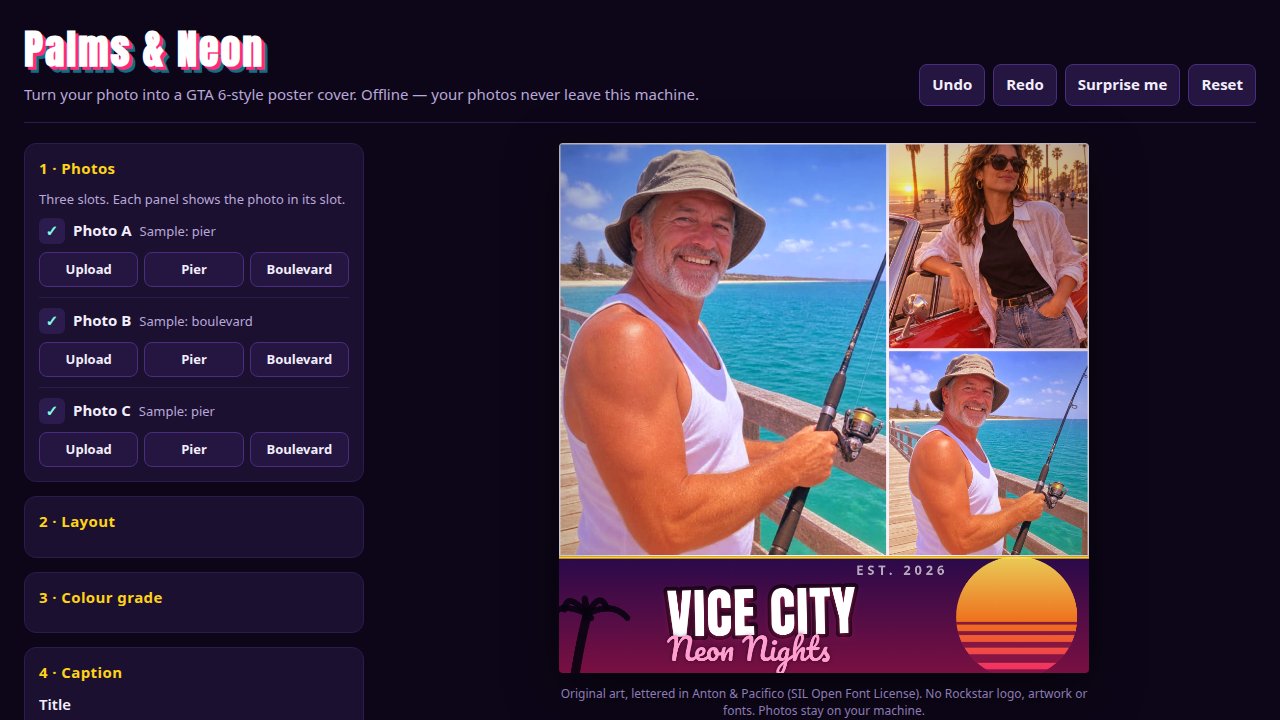 Palms & Neon
Turn your photo into a GTA 6-style poster cover. Offline — your photos never leave this machine.
Undo
Redo
Surprise me
Reset
1 · Photos
Three slots. Each panel shows the photo in its slot.
✓ Photo A Sample: pier
Upload Pier Boulevard
✓ Photo B Sample: boulevard
Upload Pier Boulevard
✓ Photo C Sample: pier
Upload Pier Boulevard
2 · Layout
3 · Colour grade
4 · Caption
Title
EST. 2026
VICE CITY
Neon Nights
Original art, lettered in Anton & Pacifico (SIL Open Font License). No Rockstar logo, artwork or
fonts. Photos stay on your machine.